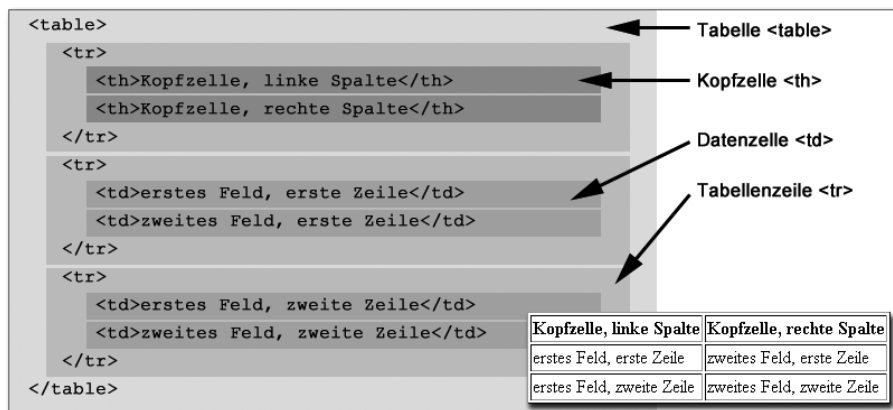 <table>
Tabelle <table>
<tr>
<th>Kopfzelle, linke Spalte</th>
Kopfzelle <th>
<th>Kopfzelle, rechte Spalte</th>
</tr>
Datenzelle <td>
<tr>
<td>erstes Feld, erste Zeile</td>
Tabellenzeile <tr>
<td>zweites Feld, erste Zeile</td>
</tr>
<tr>
<td>erstes Feld, zweite Zeile</td>
<td>zweites Feld, zweite Zeile</td>
</tr>
</table>
Kopfzelle, linke Spalte Kopfzelle, rechte Spalte
erstes Feld, erste Zeile zweites Feld, erste Zeile
erstes Feld, zweite Zeile zweites Feld, zweite Zeile